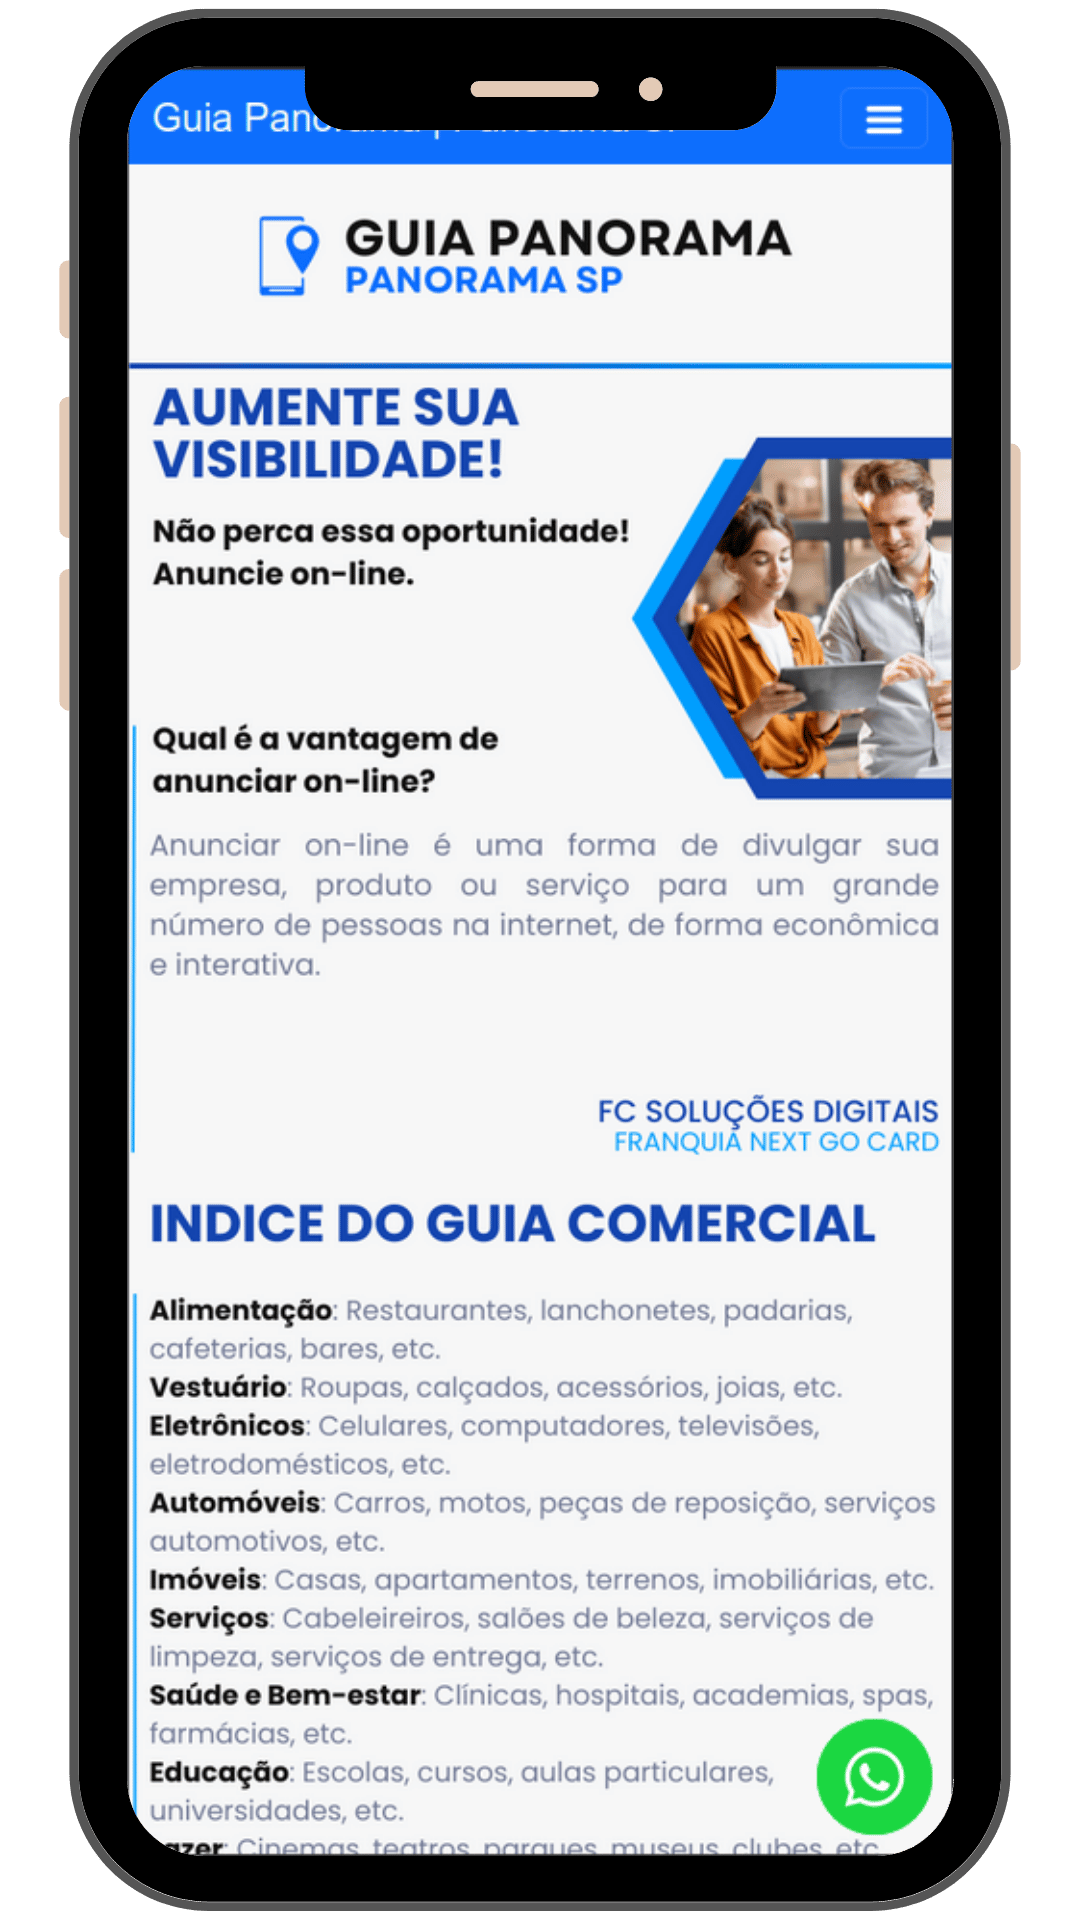 Guia
GUIA PANORAMA
PANORAMA SP
AUMENTE SUA
VISIBILIDADE!
Não perca essa oportunidade!
Anuncie on-line.
Qual é a vantagem de
anunciar on-line?
Anunciar on-line é uma forma de divulgar sua
empresa, produto ou serviço para um grande
número de pessoas na internet, de forma econômica
e interativa.
FC SOLUÇÕES DIGITAIS
FRANQUIA NEXT GO CARD
INDICE DO GUIA COMERCIAL
Alimentação: Restaurantes, lanchonetes, padarias,
cafeterias, bares, etc.
Vestuário: Roupas, calçados, acessórios, joias, etc.
Eletrônicos: Celulares, computadores, televisões,
eletrodomésticos, etc.
Automóveis: Carros, motos, peças de reposição, serviços
automotivos, etc.
Imóveis: Casas, apartamentos, terrenos, imobiliárias, etc.
Serviços: Cabeleireiros, salões de beleza, serviços de
limpeza, serviços de entrega, etc.
Saúde e Bem-estar: Clínicas, hospitais, academias, spas,
farmácias, etc.
Educação: Escolas, cursos, aulas particulares,
universidades, etc.
Cinemas, teatros, parques, museus, clubes, etc.